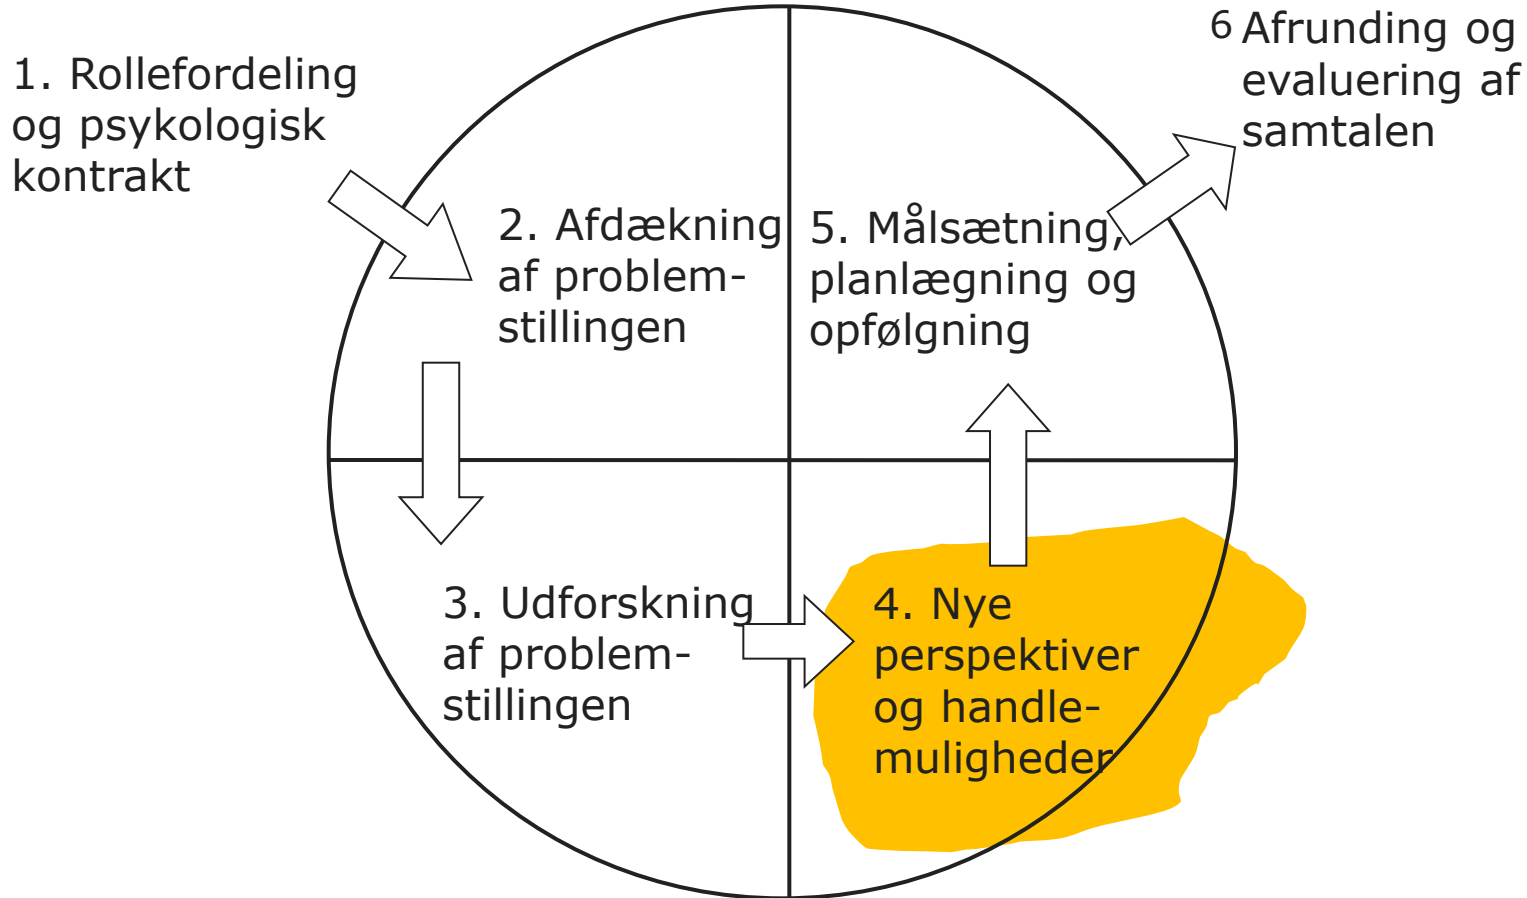 1. Rollefordeling
og psykologisk
kontrakt
2. Afdækning
af problem-
stillingen
3. Udforskning
af problem-
stillingen
4. Nye
perspektiver
og handle-
muligheder
5. Målsætning,
planlægning og
opfølgning
6 Afrunding og
evaluering af
samtalen